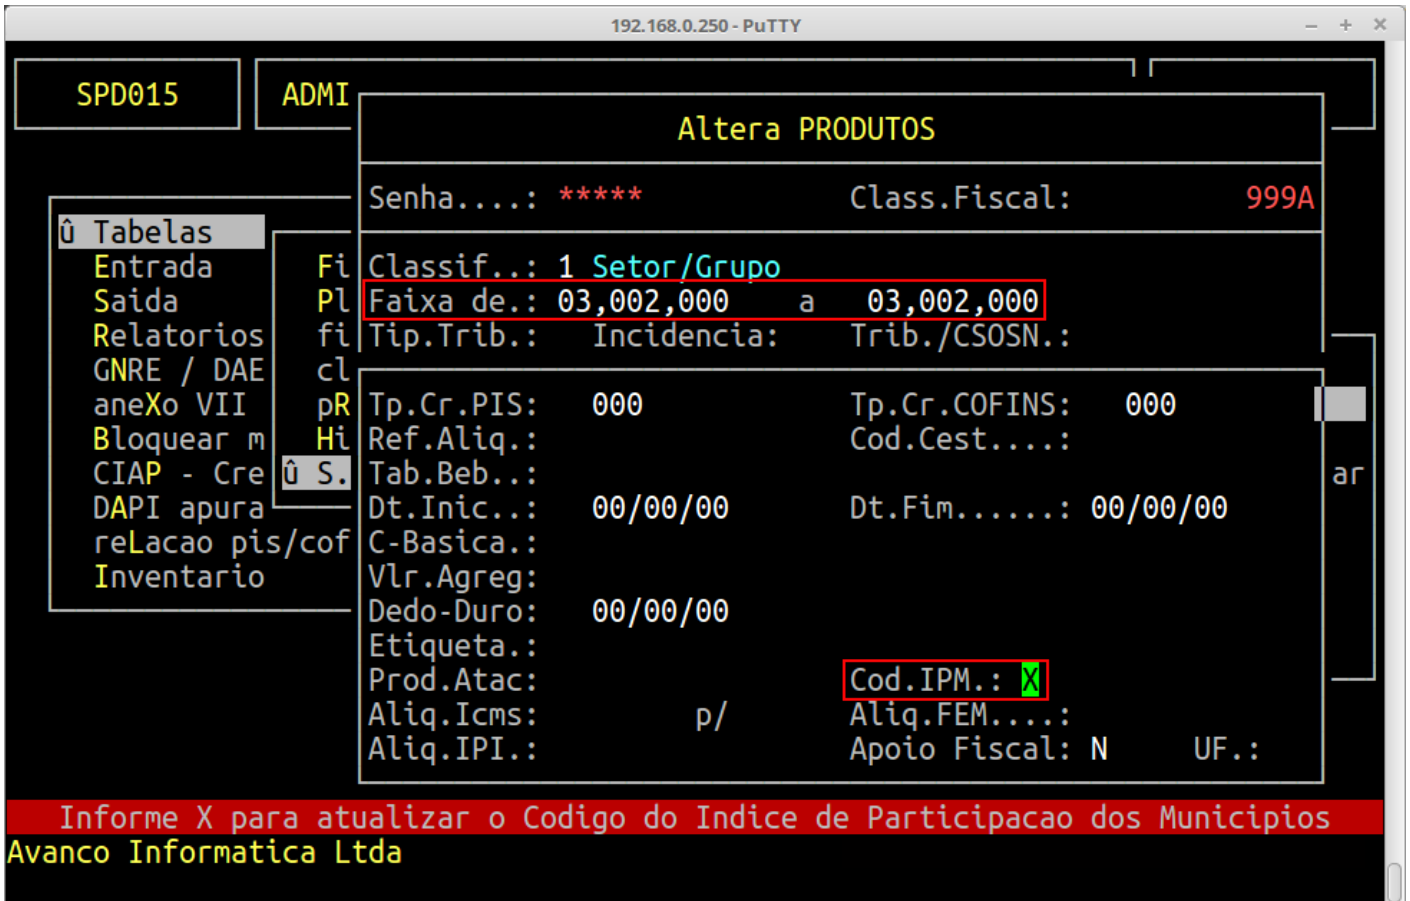 192.168.0.250 - PuTTY
SPD015 ADMI
Altera PRODUTOS
Senha....: ***** Class.Fiscal: 999A
û Tabelas
Entrada Fi Classif..: 1 Setor/Grupo
Saida Pl Faixa de.: 03,002,000 a 03,002,000
Relatorios fi Tip.Trib.: Incidencia: Trib./CSOSN.:
GNRE / DAE cl
aneXo VII pR Tp.Cr.PIS: 000 Tp.Cr.COFINS: 000
Bloquear m Hi Ref.Aliq.: Cod.Cest....:
CIAP - Cre û S. Tab.Beb..: ar
DAPI apura Dt.Inic..: 00/00/00 Dt.Fim......: 00/00/00
reLacao pis/cof C-Basica.:
Inventario Vlr.Agreg:
Dedo-Duro: 00/00/00
Etiqueta.:
Prod.Atac: Cod.IPM.: X
Aliq.Icms: p/ Aliq.FEM....:
Aliq.IPI.: Apoio Fiscal: N UF.:
Informe X para atualizar o Codigo do Indice de Participacao dos Municipios
Avanco Informatica Ltda